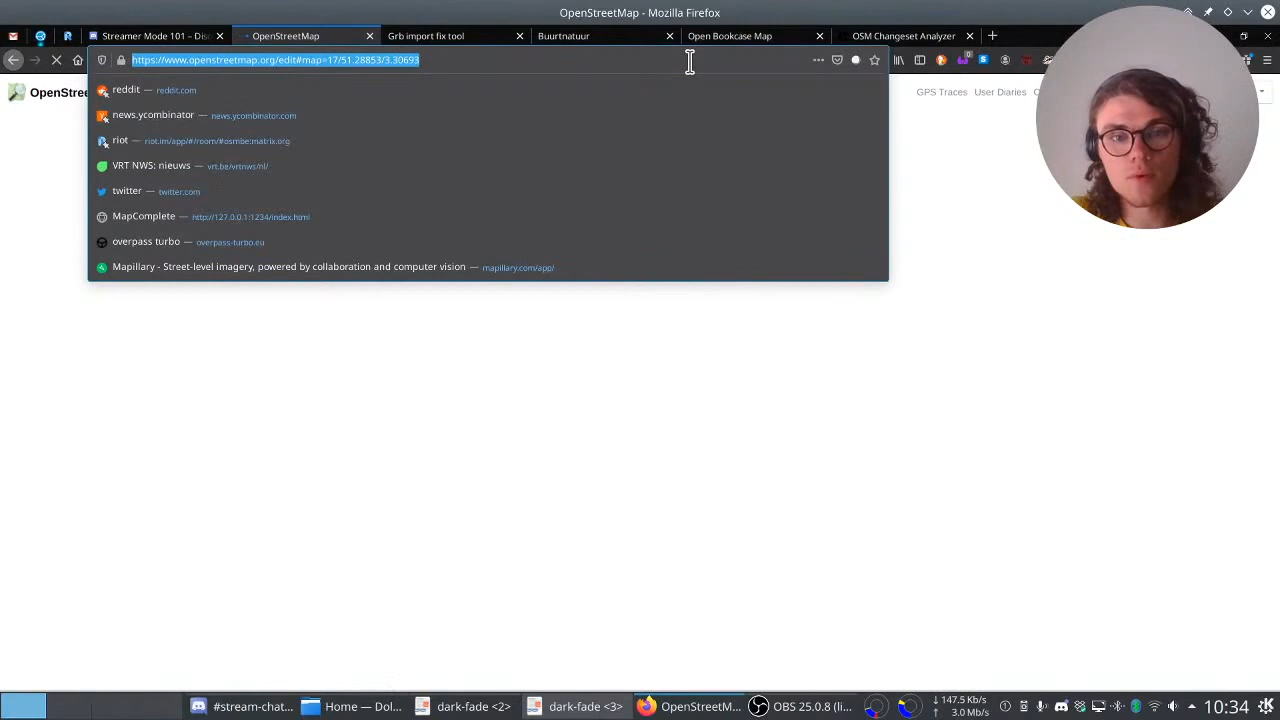 OpenStreetMap - Mozilla Firefox
Streamer Mode 101 – Disc
OpenStreetMap
Grb import fix tool
Buurtnatuur
Open Bookcase Map
OSM Changeset Analyzer
https://www.openstreetmap.org/edit#map=17/51.28853/3.30693
OpenStre
GPS Traces User Diaries
reddit — reddit.com
news.ycombinator — news.ycombinator.com
riot — riot.im/app/#/room/#osmbe:matrix.org
VRT NWS: nieuws — vrt.be/vrtnws/nl/
twitter — twitter.com
MapComplete — http://127.0.0.1:1234/index.html
overpass turbo — overpass-turbo.eu
Mapillary - Street-level imagery, powered by collaboration and computer vision — mapillary.com/app/
#stream-chat...
Home — Dol...
dark-fade <2>
dark-fade <3>
OpenStreetM...
OBS 25.0.8 (li...
↓ 147.5 Kb/s
↑ 3.0 Mb/s
10:34